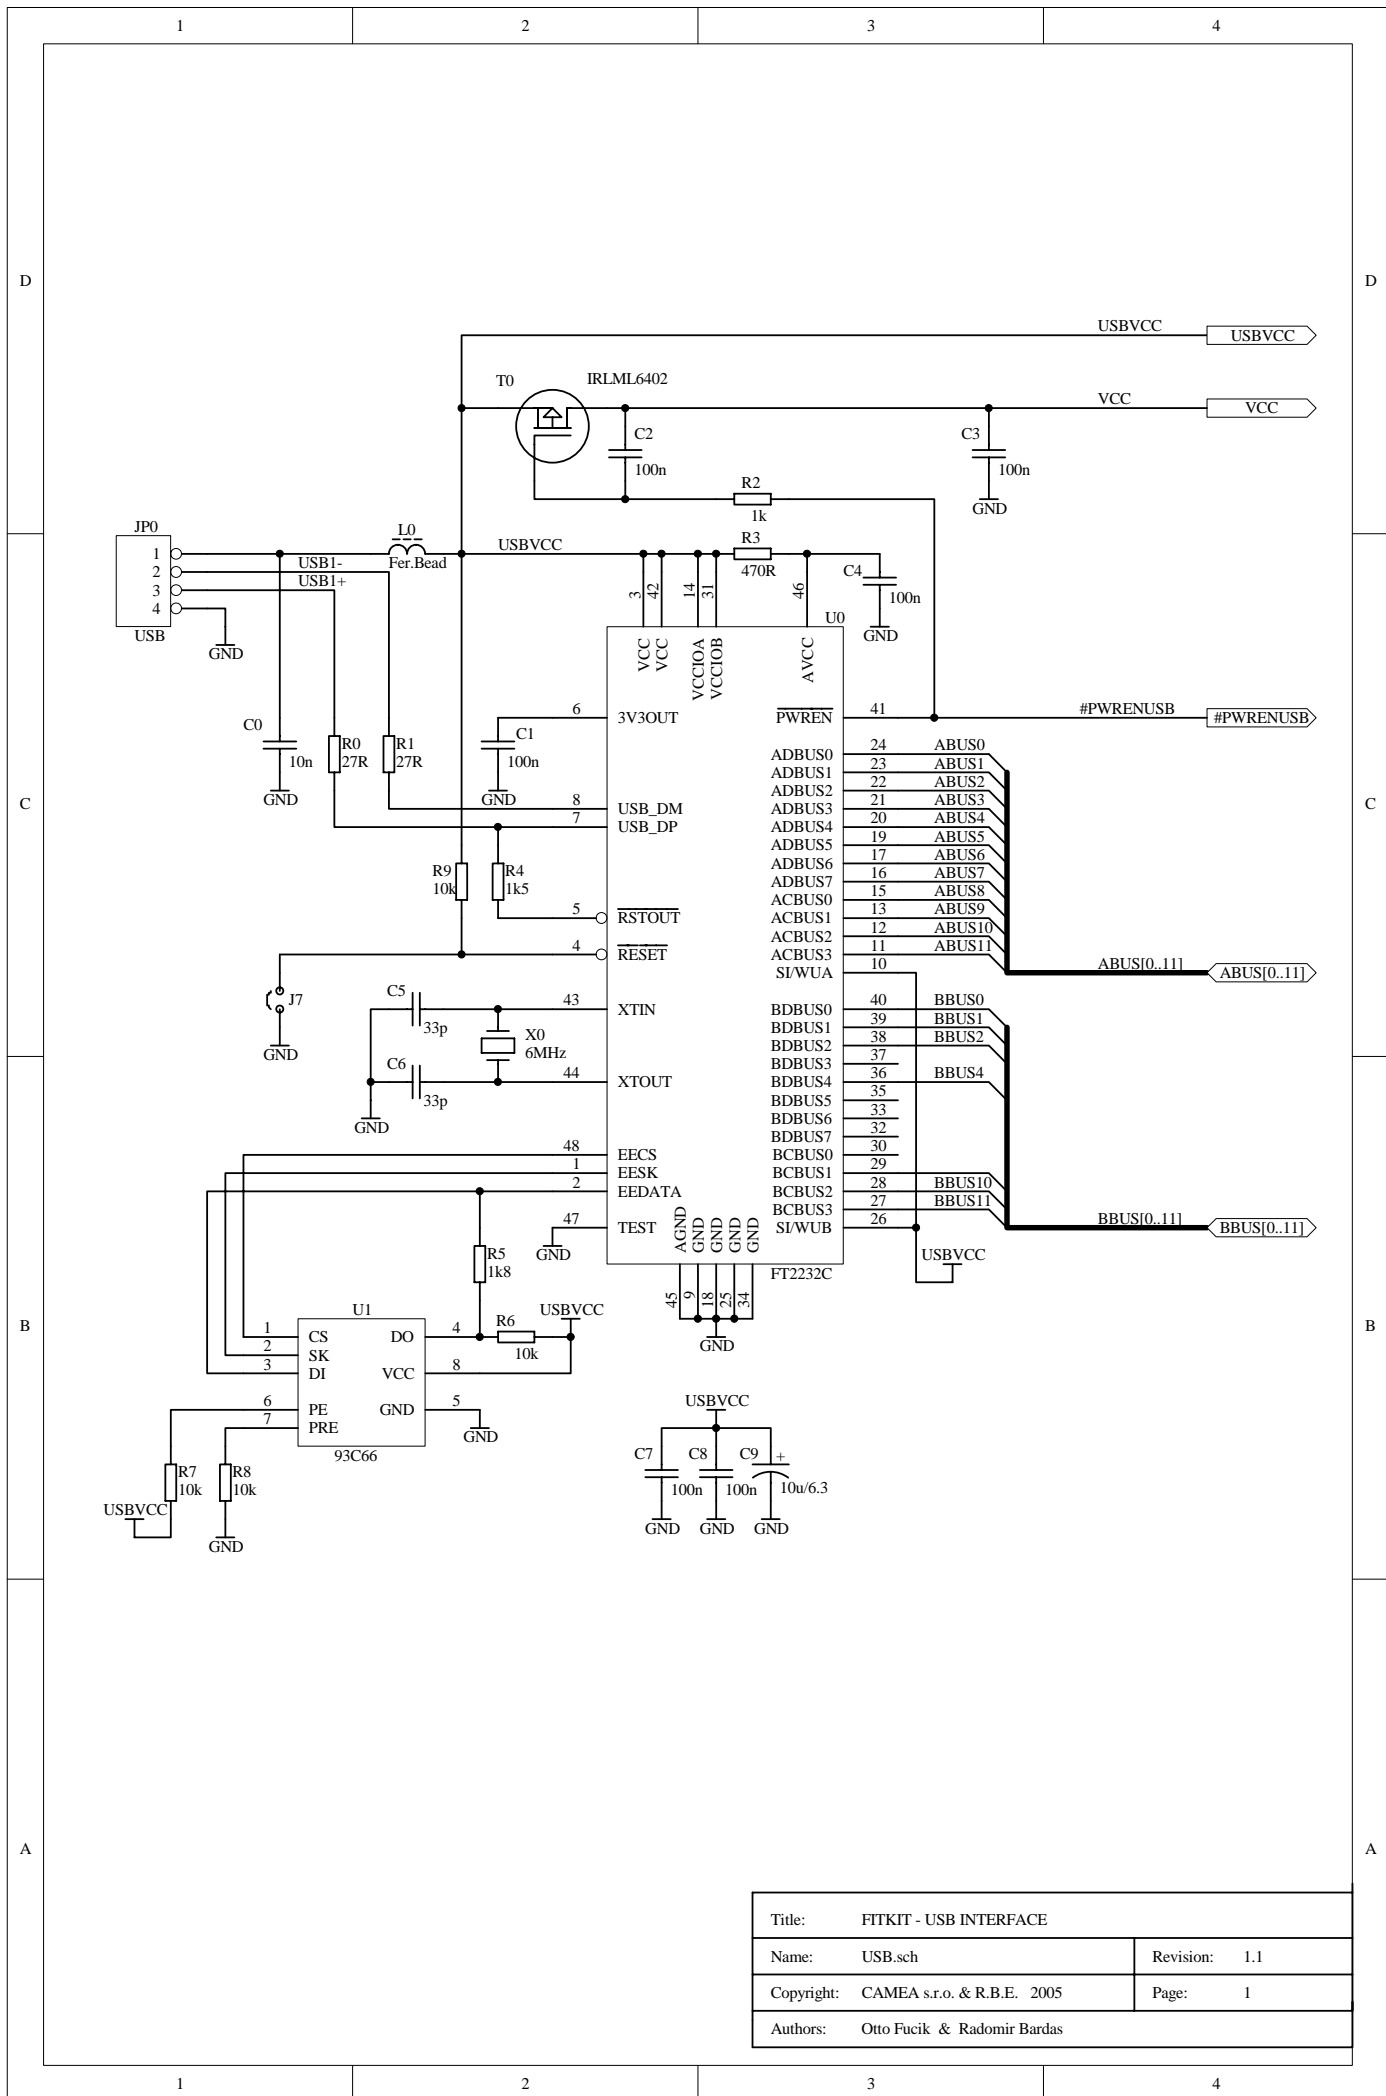 1 2 3 4
D D
USBVCC USBVCC
T0 IRLML6402
VCC VCC
C2 C3
100n 100n
R2
GND
1k
JP0 L0 USBVCC R3
1 Fer.Bead 470R C4
2 USB1-
3 USB1+
4
USB GND
3 42 14 31 46 100n
U0 GND
VCC VCC VCCIOA VCCIOB AVCC
6 3V3OUT PWREN 41 #PWRENUSB #PWRENUSB
C0 R0 R1 C1
10n 27R 27R 100n
GND GND
C C
ADBUS0 24 ABUS0
ADBUS1 23 ABUS1
ADBUS2 22 ABUS2
8 USB_DM ADBUS3 21 ABUS3
7 USB_DP ADBUS4 20 ABUS4
ADBUS5 19 ABUS5
R9 R4 ADBUS6 17 ABUS6
10k 1k5 ADBUS7 16 ABUS7
ACBUS0 15 ABUS8
5 RSTOUT ACBUS1 13 ABUS9
ACBUS2 12 ABUS10
4 RESET ACBUS3 11 ABUS11
SI/WUA 10 ABUS[0..11] ABUS[0..11]
J7 C5 43 XTIN BDBUS0 40 BBUS0
33p X0 BDBUS1 39 BBUS1
GND 6MHz BDBUS2 38 BBUS2
C6 BDBUS3 37
33p 44 XTOUT BDBUS4 36 BBUS4
BDBUS5 35
GND BDBUS6 33
BDBUS7 32
48 EECS BCBUS0 30
1 EESK BCBUS1 29
2 EEDATA BCBUS2 28 BBUS10
BCBUS3 27 BBUS11
47 TEST SI/WUB 26 BBUS[0..11] BBUS[0..11]
GND AGND GND GND GND GND USBVCC
R5
1k8 FT2232C
45 9 18 25 34
GND
B B
U1 R6 USBVCC
1 CS DO 4 10k
2 SK
3 DI VCC 8
6 PE GND 5
7 PRE GND
93C66
R7 R8
10k 10k
USBVCC
GND
USBVCC
C7 C8 C9 +
100n 100n 10u/6.3
GND GND GND
A A
Title: FITKIT - USB INTERFACE
Name: USB.sch Revision: 1.1
Copyright: CAMEA s.r.o. & R.B.E. 2005 Page: 1
Authors: Otto Fucik & Radomir Bardas
1 2 3 4